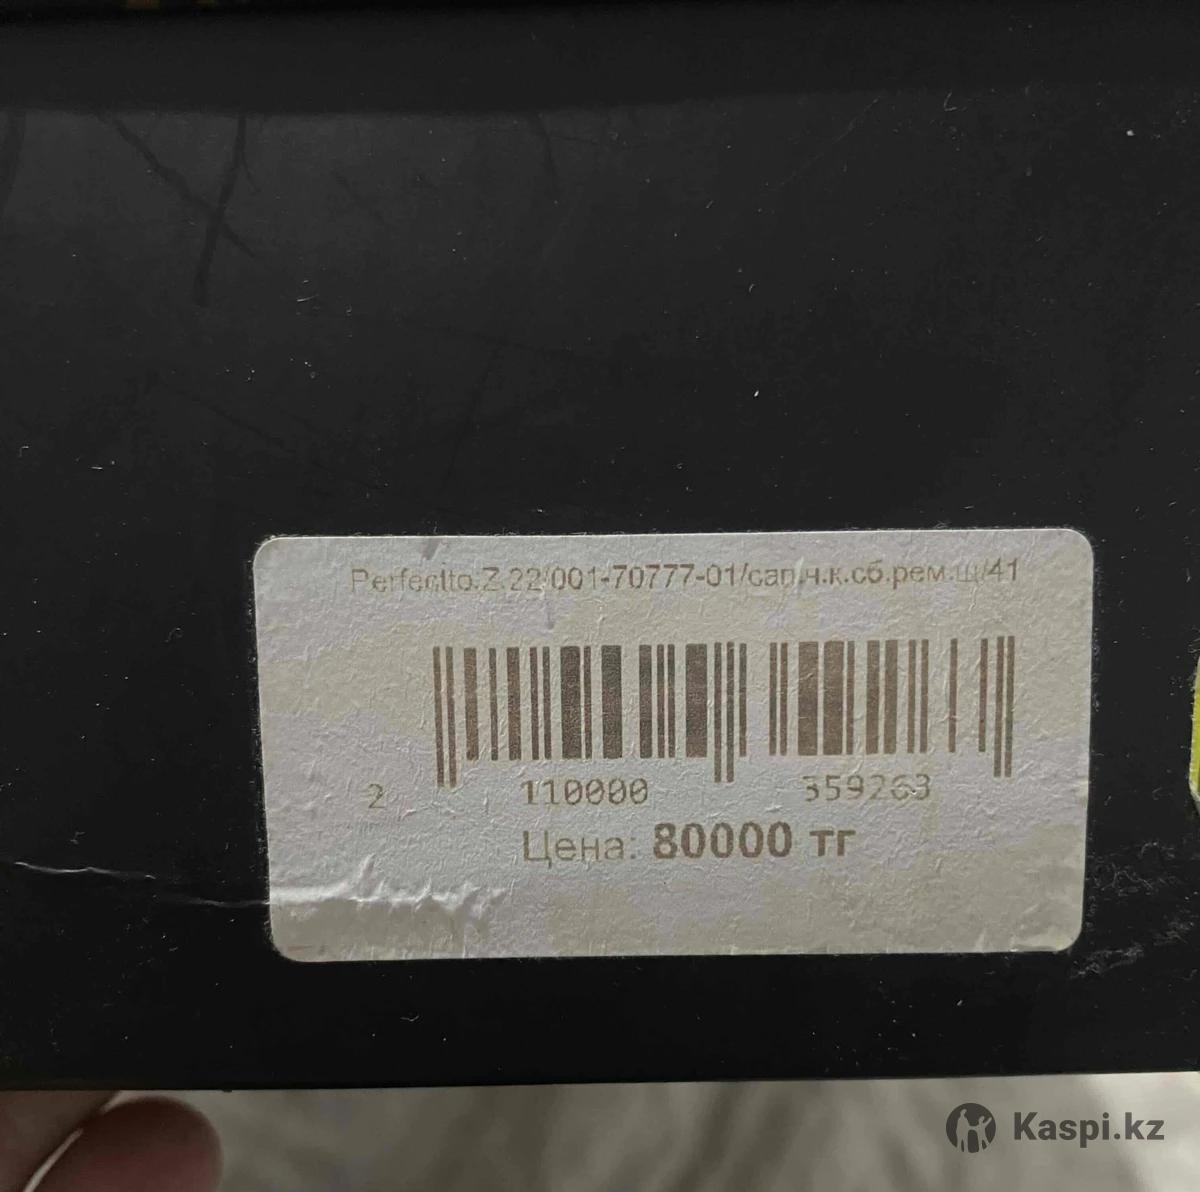 Perfectto.Z.22/001-70777-01/сап.ч.к.сб.рем.щ/41
2 110000 359263
Цена: 80000 тг
Kaspi.kz